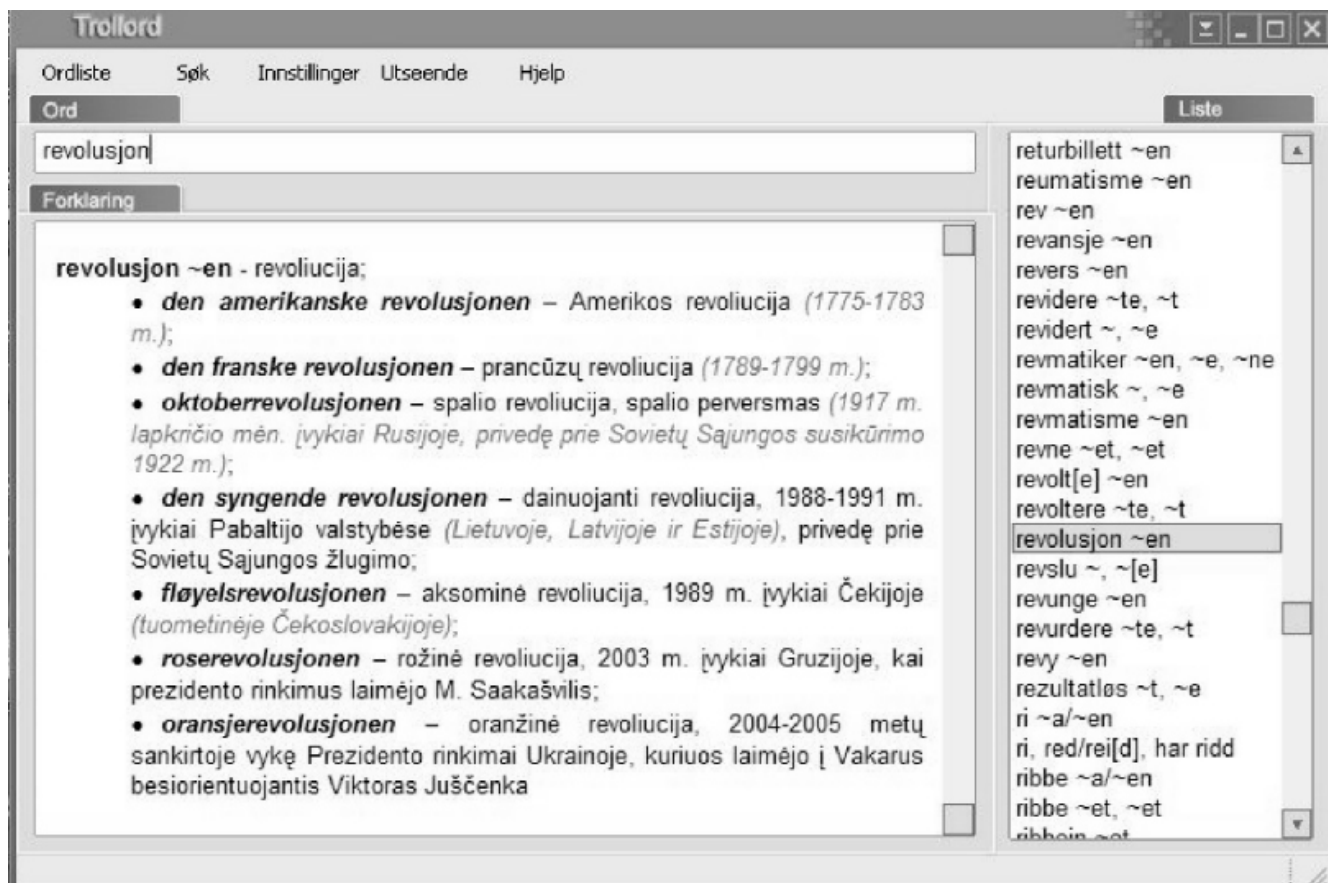 Trollord
Ordliste Søk Innstillinger Utseende Hjelp
Ord
revolusjon
Forklaring
revolusjon ~en - revoliucija;
• den amerikanske revolusjonen – Amerikos revoliucija (1775-1783
m.);
• den franske revolusjonen – prancūzų revoliucija (1789-1799 m.);
• oktoberrevolusjonen – spalio revoliucija, spalio perversmas (1917 m.
lapkričio mėn. įvykiai Rusijoje, privedę prie Sovietų Sąjungos susikūrimo
1922 m.);
• den syngende revolusjonen – dainuojanti revoliucija, 1988-1991 m.
įvykiai Pabaltijo valstybėse (Lietuvoje, Latvijoje ir Estijoje), privedę prie
Sovietų Sąjungos žlugimo;
• fløyelsrevolusjonen – aksominė revoliucija, 1989 m. įvykiai Čekijoje
(tuometinėje Čekoslovakijoje);
• roserevolusjonen – rožinė revoliucija, 2003 m. įvykiai Gruzijoje, kai
prezidento rinkimus laimėjo M. Saakašvilis;
• oransjerevolusjonen – oranžinė revoliucija, 2004-2005 metų
sankirtoje vykę Prezidento rinkimai Ukrainoje, kuriuos laimėjo į Vakarus
besiorientuojantis Viktoras Juščenka
Liste
returbillett ~en
reumatisme ~en
rev ~en
revansje ~en
revers ~en
revidere ~te, ~t
revidert ~, ~e
revmatiker ~en, ~e, ~ne
revmatisk ~, ~e
revmatisme ~en
revne ~et, ~et
revolt[e] ~en
revoltere ~te, ~t
revolusjon ~en
revslu ~, ~[e]
revunge ~en
revurdere ~te, ~t
revy ~en
rezultatløs ~t, ~e
ri ~a/~en
ri, red/rei[d], har ridd
ribbe ~a/~en
ribbe ~et, ~et
ribbein ~et